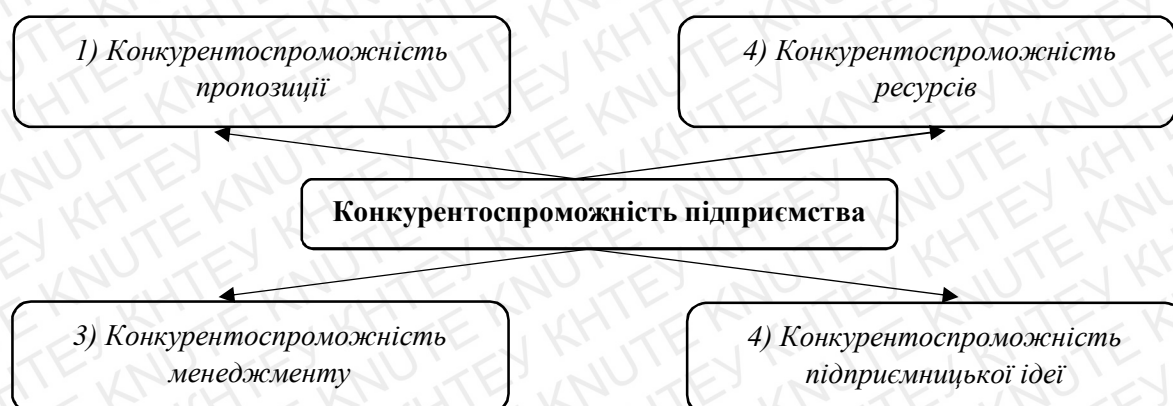 1) Конкурентоспроможність
пропозиції
4) Конкурентоспроможність
ресурсів
Конкурентоспроможність підприємства
3) Конкурентоспроможність
менеджменту
4) Конкурентоспроможність
підприємницької ідеї